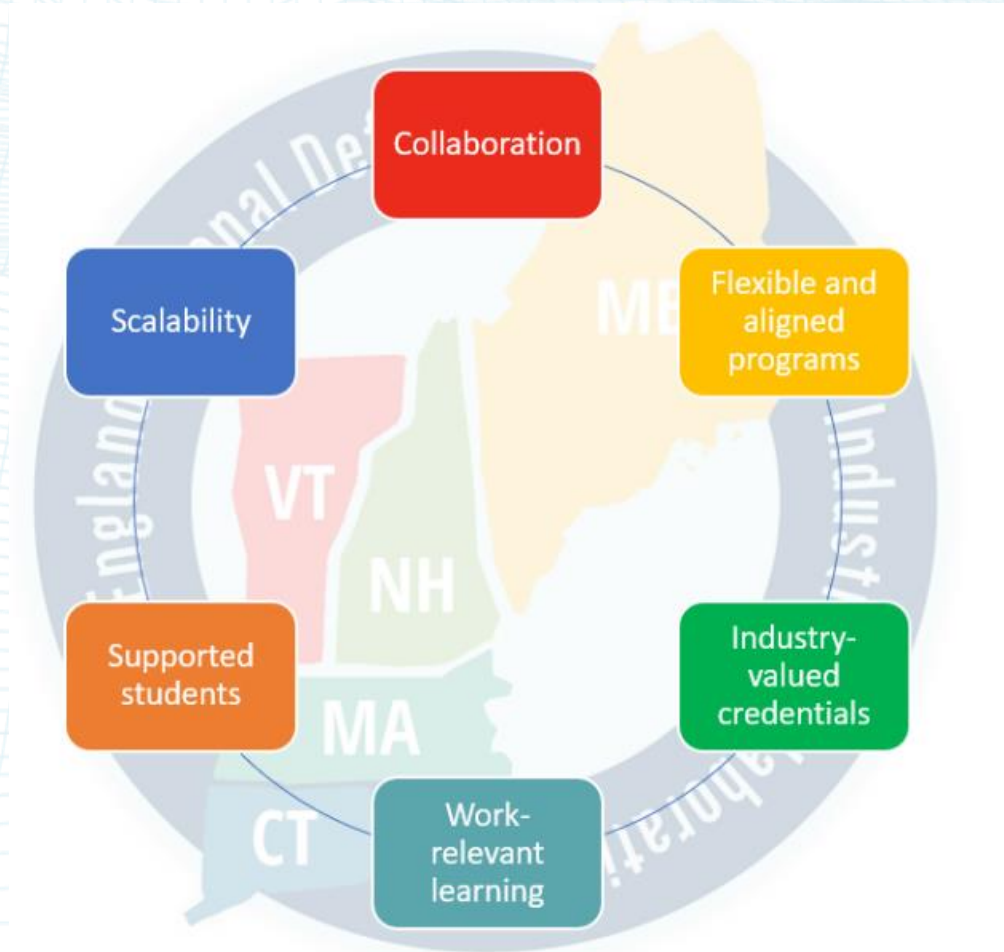 Collaboration
Flexible and
aligned
programs
Industry-
valued
credentials
Work-
relevant
learning
Supported
students
Scalability
ME
VT
NH
MA
CT
England